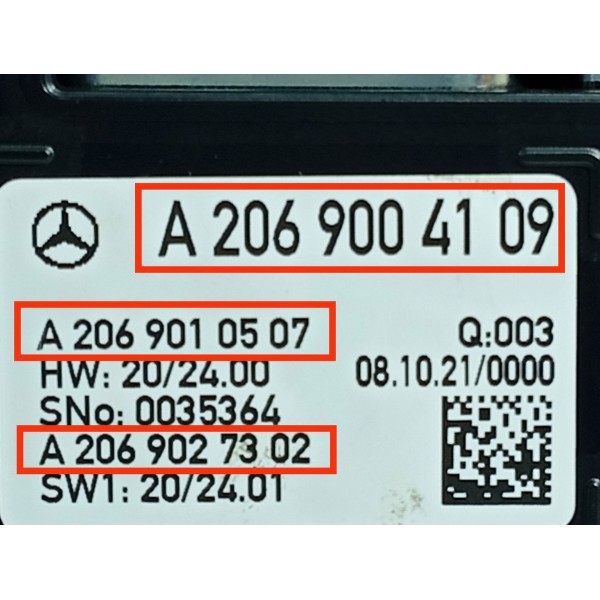 A 206 900 41 09
A 206 901 05 07
Q:003
HW: 20/24.00
08.10.21/0000
SNo: 0035364
A 206 902 73 02
SW1: 20/24.01